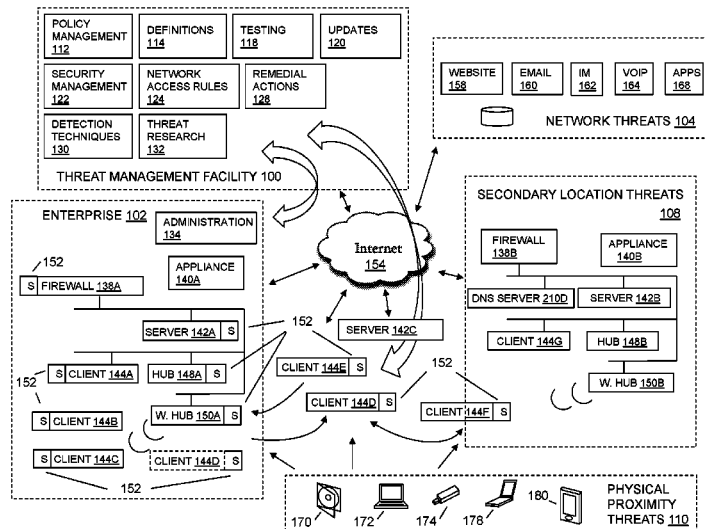 POLICY MANAGEMENT 112
DEFINITIONS 114
TESTING 118
UPDATES 120
SECURITY MANAGEMENT 122
NETWORK ACCESS RULES 124
REMEDIAL ACTIONS 128
DETECTION TECHNIQUES 130
THREAT RESEARCH 132
THREAT MANAGEMENT FACILITY 100
WEBSITE 158
EMAIL 160
IM 162
VOIP 164
APPS 168
NETWORK THREATS 104
ENTERPRISE 102
ADMINISTRATION 134
152
S FIREWALL 138A
APPLIANCE 140A
SERVER 142A S
152
S CLIENT 144A
HUB 148A S
152
W. HUB 150A S
S CLIENT 144B
S CLIENT 144C
CLIENT 144D S
152
Internet 154
SERVER 142C
CLIENT 144E S
152
CLIENT 144D S
CLIENT 144F S
SECONDARY LOCATION THREATS 108
FIREWALL 138B
APPLIANCE 140B
DNS SERVER 210D
SERVER 142B
CLIENT 144G
HUB 148B
W. HUB 150B
170
172
174
178
180
PHYSICAL PROXIMITY THREATS 110